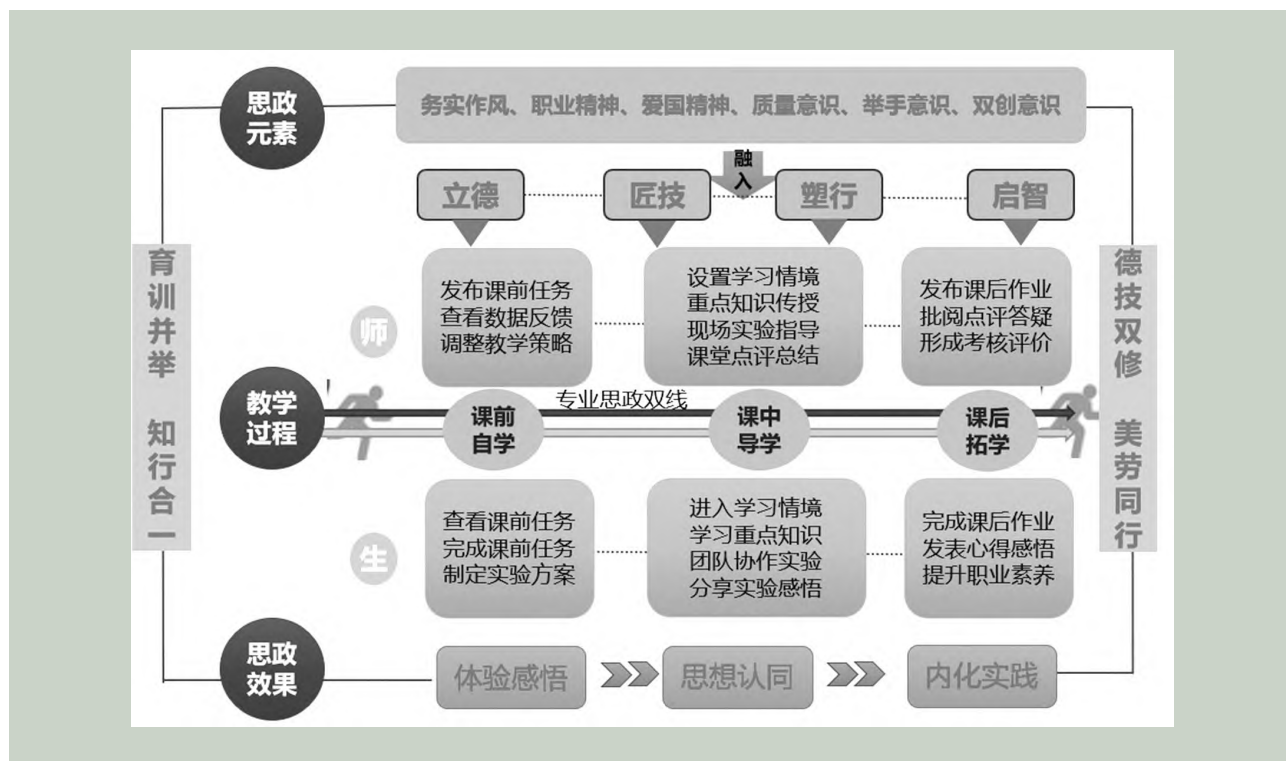 思政
元素
务实作风、职业精神、爱国精神、质量意识、举手意识、双创意识
融
入
立德
匠技
塑行
启智
育训并举 知行合一
德技双修 美劳同行
师
发布课前任务
查看数据反馈
调整教学策略
设置学习情境
重点知识传授
现场实验指导
课堂点评总结
发布课后作业
批阅点评答疑
形成考核评价
教学
过程
专业思政双线
课前
自学
课中
导学
课后
拓学
生
查看课前任务
完成课前任务
制定实验方案
进入学习情境
学习重点知识
团队协作实验
分享实验感悟
完成课后作业
发表心得感悟
提升职业素养
思政
效果
体验感悟
思想认同
内化实践